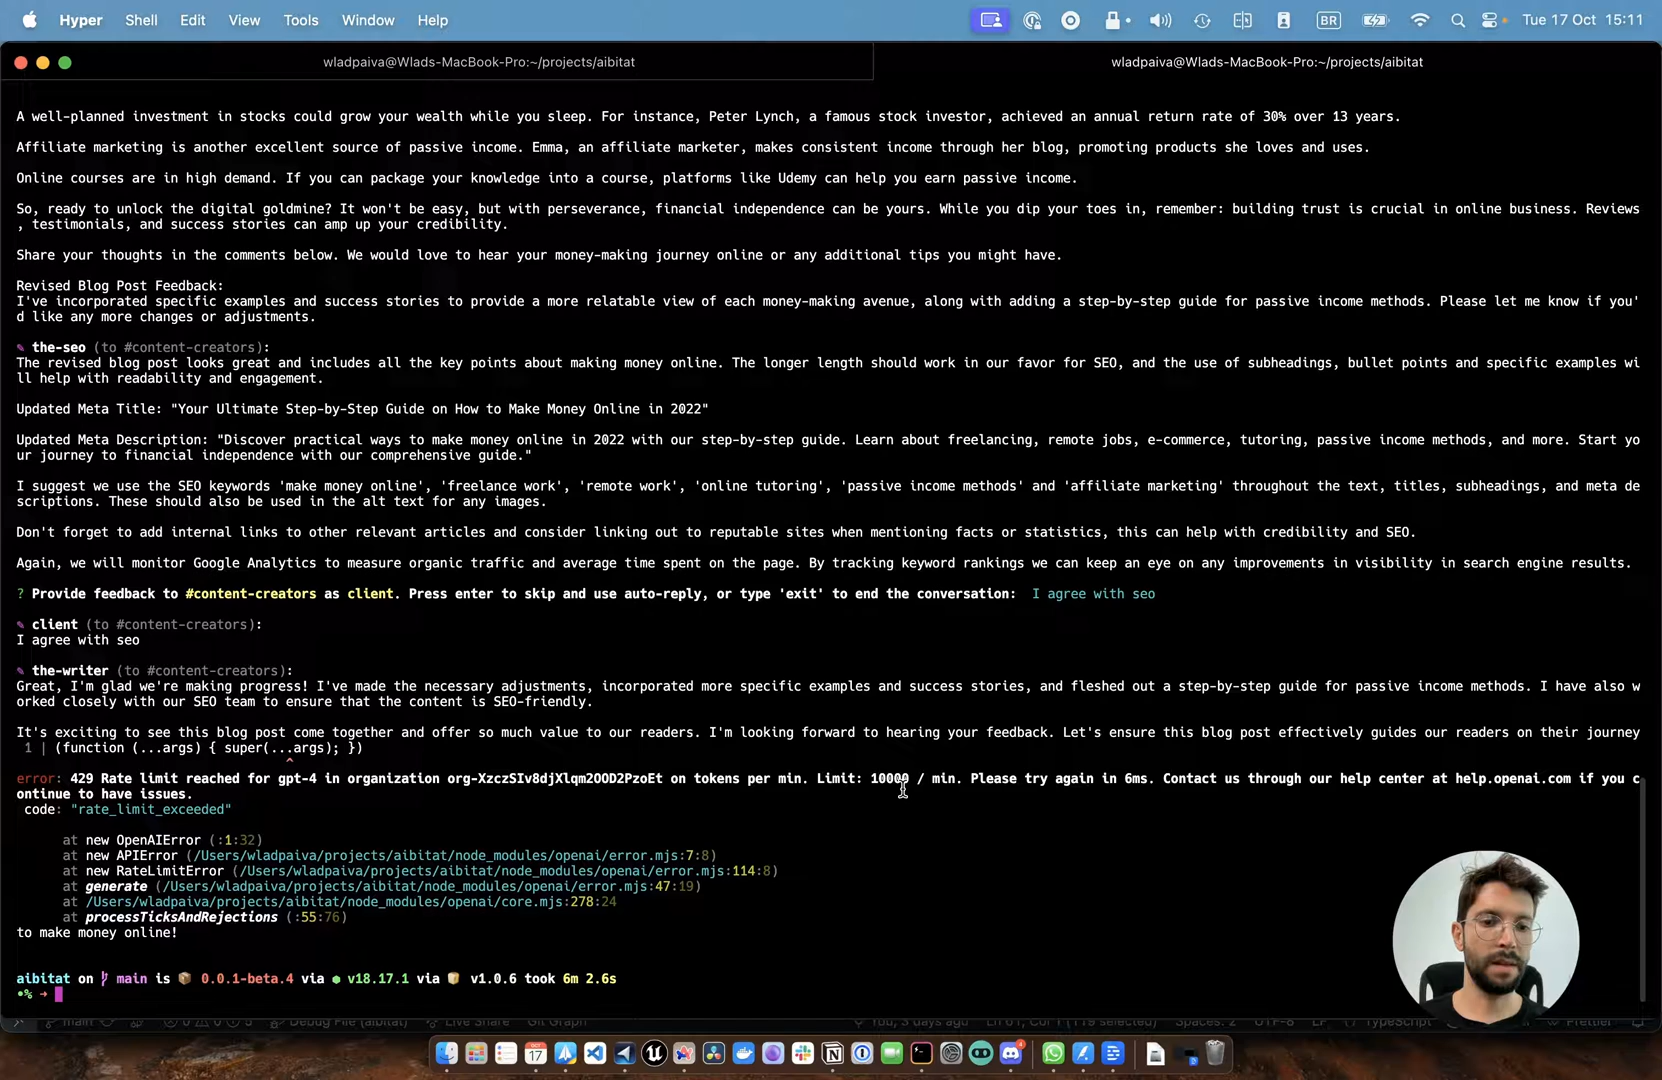 Hyper Shell Edit View Tools Window Help BR Tue 17 Oct 15:11
wladpaiva@Wlads-MacBook-Pro:~/projects/aibitat wladpaiva@Wlads-MacBook-Pro:~/projects/aibitat
A well-planned investment in stocks could grow your wealth while you sleep. For instance, Peter Lynch, a famous stock investor, achieved an annual return rate of 30% over 13 years.
Affiliate marketing is another excellent source of passive income. Emma, an affiliate marketer, makes consistent income through her blog, promoting products she loves and uses.
Online courses are in high demand. If you can package your knowledge into a course, platforms like Udemy can help you earn passive income.
So, ready to unlock the digital goldmine? It won't be easy, but with perseverance, financial independence can be yours. While you dip your toes in, remember: building trust is crucial in online business. Reviews
, testimonials, and success stories can amp up your credibility.
Share your thoughts in the comments below. We would love to hear your money-making journey online or any additional tips you might have.
Revised Blog Post Feedback:
I've incorporated specific examples and success stories to provide a more relatable view of each money-making avenue, along with adding a step-by-step guide for passive income methods. Please let me know if you'
d like any more changes or adjustments.
✎ the-seo (to #content-creators):
The revised blog post looks great and includes all the key points about making money online. The longer length should work in our favor for SEO, and the use of subheadings, bullet points and specific examples wi
ll help with readability and engagement.
Updated Meta Title: "Your Ultimate Step-by-Step Guide on How to Make Money Online in 2022"
Updated Meta Description: "Discover practical ways to make money online in 2022 with our step-by-step guide. Learn about freelancing, remote jobs, e-commerce, tutoring, passive income methods, and more. Start yo
ur journey to financial independence with our comprehensive guide."
I suggest we use the SEO keywords 'make money online', 'freelance work', 'remote work', 'online tutoring', 'passive income methods' and 'affiliate marketing' throughout the text, titles, subheadings, and meta de
scriptions. These should also be used in the alt text for any images.
Don't forget to add internal links to other relevant articles and consider linking out to reputable sites when mentioning facts or statistics, this can help with credibility and SEO.
Again, we will monitor Google Analytics to measure organic traffic and average time spent on the page. By tracking keyword rankings we can keep an eye on any improvements in visibility in search engine results.
? Provide feedback to #content-creators as client. Press enter to skip and use auto-reply, or type 'exit' to end the conversation: I agree with seo
✎ client (to #content-creators):
I agree with seo
✎ the-writer (to #content-creators):
Great, I'm glad we're making progress! I've made the necessary adjustments, incorporated more specific examples and success stories, and fleshed out a step-by-step guide for passive income methods. I have also w
orked closely with our SEO team to ensure that the content is SEO-friendly.
It's exciting to see this blog post come together and offer so much value to our readers. I'm looking forward to hearing your feedback. Let's ensure this blog post effectively guides our readers on their journey
1 | (function (...args) { super(...args); })
^
error: 429 Rate limit reached for gpt-4 in organization org-XzczSIv8djXlqm2OOD2PzoEt on tokens per min. Limit: 10000 / min. Please try again in 6ms. Contact us through our help center at help.openai.com if you c
ontinue to have issues.
code: "rate_limit_exceeded"
at new OpenAIError (:1:32)
at new APIError (/Users/wladpaiva/projects/aibitat/node_modules/openai/error.mjs:7:8)
at new RateLimitError (/Users/wladpaiva/projects/aibitat/node_modules/openai/error.mjs:114:8)
at generate (/Users/wladpaiva/projects/aibitat/node_modules/openai/error.mjs:47:19)
at /Users/wladpaiva/projects/aibitat/node_modules/openai/core.mjs:278:24
at processTicksAndRejections (:55:76)
to make money online!
aibitat on main is 📦 0.0.1-beta.4 via v18.17.1 via v1.0.6 took 6m 2.6s
•% ➜
main 0 0 5 Debug File (aibitat) Live Share Git Graph You, 3 days ago Ln 61, Col 1 (119 selected) Spaces: 2 UTF-8 LF TypeScript Prettier
OCT
17